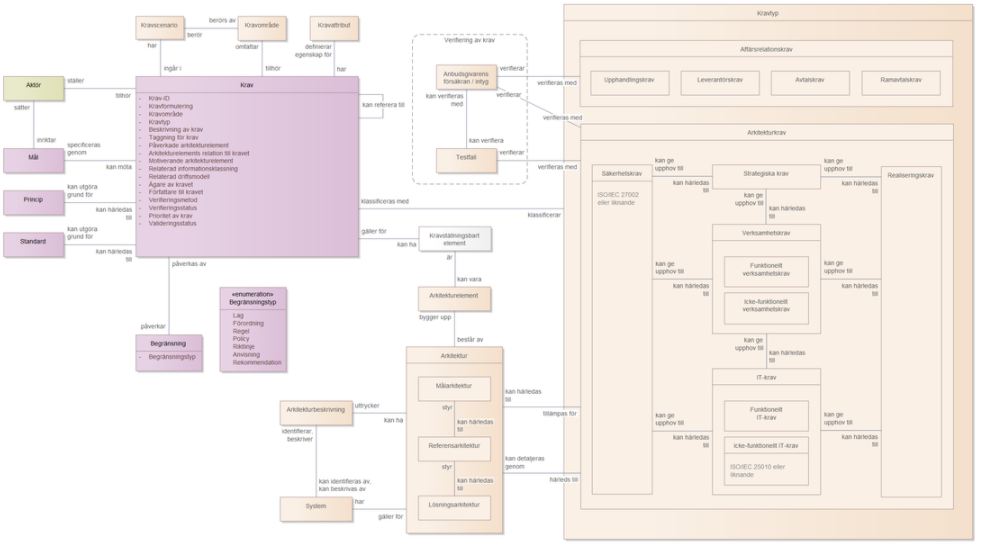 Kravtyp
Kravscenario
berörs av
berör
Kravområde
Kravattribut
har
ingår i
omfattar
tillhör
definierar
egenskap för
har
Aktör
ställer
tillhör
sätter
inriktar
Mål
specificeras
genom
kan möta
Princip
kan utgöra
grund för
kan härledas
till
Standard
kan utgöra
grund för
kan härledas
till
Krav
- Krav-ID
- Kravformulering
- Kravområde
- Kravtyp
- Beskrivning av krav
- Taggning för krav
- Påverkade arkitekturelement
- Arkitekturelements relation till kravet
- Motiverande arkitekturelement
- Relaterad informationsklassning
- Relaterad driftsmodell
- Ägare av kravet
- Författare till kravet
- Verifieringsmetod
- Verifieringsstatus
- Prioritet av krav
- Valideringsstatus
kan referera till
påverkas av
påverkar
Begränsning
- Begränsningstyp
«enumeration»
Begränsningstyp
Lag
Förordning
Regel
Policy
Riktlinje
Anvisning
Rekommendation
Verifiering av krav
Anbudsgivarens
försäkran / intyg
verifierar
verifieras med
verifierar
verifieras med
kan verifieras
med
kan verifiera
Testfall
verifierar
verifieras med
klassificeras med
klassificerar
gäller för
kan ha
Kravställningsbart
element
är
kan vara
Arkitekturelement
bygger upp
består av
Arkitektur
Målarkitektur
styr
kan härledas
till
Referensarkitektur
styr
kan härledas
till
Lösningsarkitektur
Arkitekturbeskrivning
uttrycker
kan ha
identifierar,
beskriver
kan identifieras av,
kan beskrivas av
System
har
gäller för
kan härledas
till
tillämpas för
kan detaljeras
genom
härleds till
Affärsrelationskrav
Upphandlingskrav
Leverantörskrav
Avtalskrav
Ramavtalskrav
Arkitekturkrav
Säkerhetskrav
ISO/IEC 27002
eller liknande
kan ge
upphov till
kan härledas
till
Strategiska krav
kan ge
upphov till
kan härledas
till
Realiseringskrav
kan ge
upphov till
kan härledas
till
Verksamhetskrav
Funktionellt
verksamhetskrav
Icke-funktionellt
verksamhetskrav
kan ge
upphov till
kan härledas
till
kan ge
upphov till
kan härledas
till
kan ge
upphov till
kan härledas
till
IT-krav
Funktionellt
IT-krav
icke-funktionellt IT-krav
ISO/IEC 25010 eller
liknande
kan ge
upphov till
kan härledas
till
kan ge
upphov till
kan härledas
till